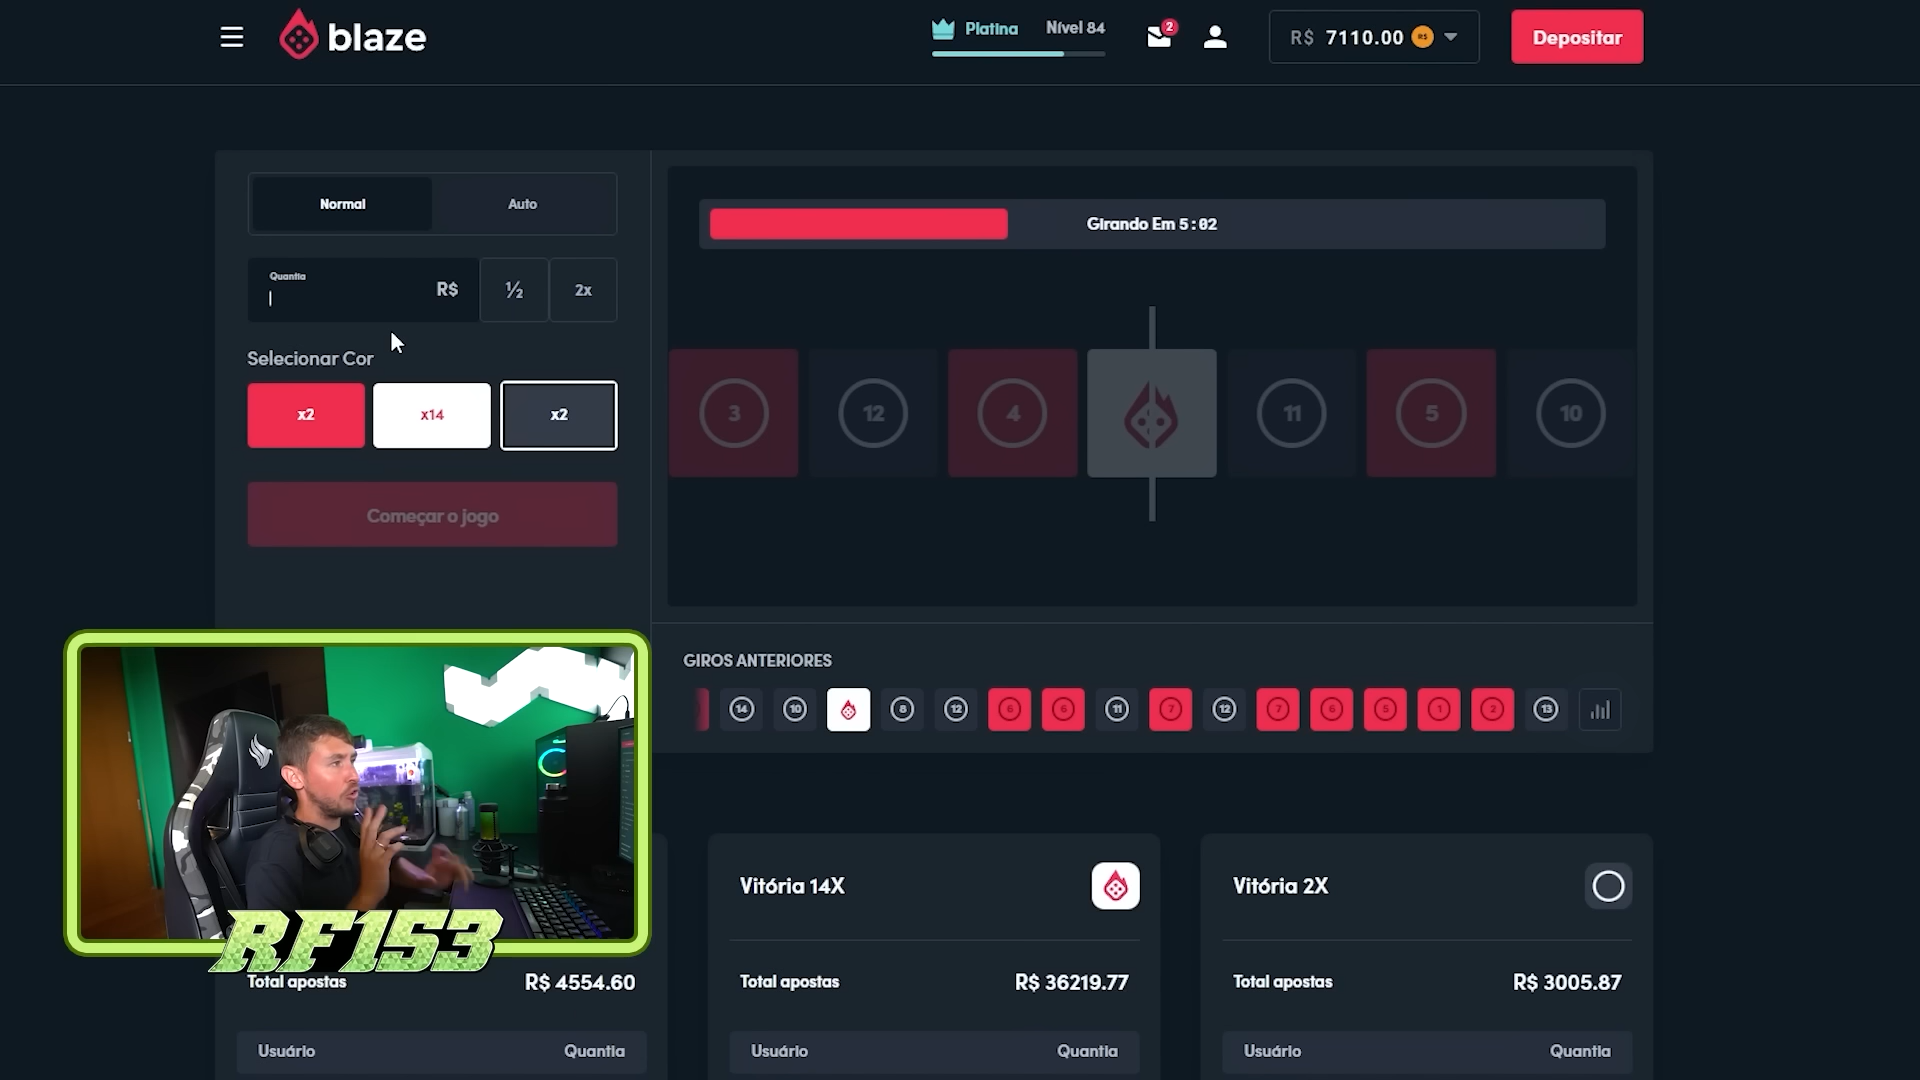 blaze
Platina
Nível 84
2
R$ 7110.00 R$
Depositar
Normal
Auto
Girando Em 5:02
Quantia
R$
½
2x
Selecionar Cor
x2
x14
x2
3
12
4
11
5
10
Começar o jogo
GIROS ANTERIORES
14
10
8
12
6
6
11
7
12
7
6
5
1
2
13
RF153
Total apostas
R$ 4554.60
Usuário
Quantia
Vitória 14X
Total apostas
R$ 36219.77
Usuário
Quantia
Vitória 2X
Total apostas
R$ 3005.87
Usuário
Quantia